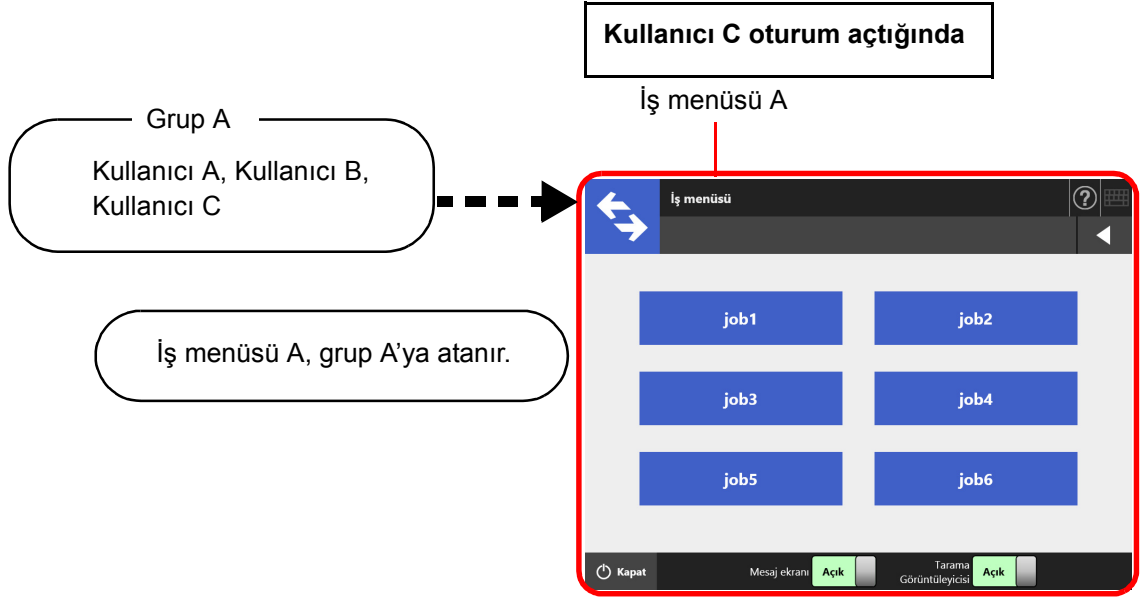 Kullanıcı C oturum açtığında
İş menüsü A
Grup A
Kullanıcı A, Kullanıcı B,
Kullanıcı C
İş menüsü A, grup A’ya atanır.
İş menüsü
?
job1
job2
job3
job4
job5
job6
Kapat
Mesaj ekranı
Açık
Tarama
Görüntüleyicisi
Açık